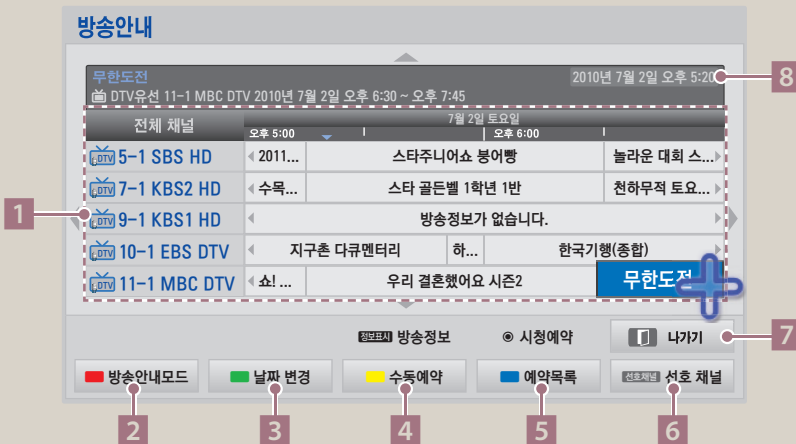 방송안내
무한도전 2010년 7월 2일 오후 5:20
DTV유선 11-1 MBC DTV 2010년 7월 2일 오후 6:30 ~ 오후 7:45
전체 채널 7월 2일 토요일
오후 5:00 오후 6:00
DTV 5-1 SBS HD 2011... 스타주니어쇼 붕어빵 놀라운 대회 스...
DTV 7-1 KBS2 HD 수목... 스타 골든벨 1학년 1반 천하무적 토요...
DTV 9-1 KBS1 HD 방송정보가 없습니다.
DTV 10-1 EBS DTV 지구촌 다큐멘터리 하... 한국기행(종합)
DTV 11-1 MBC DTV 쇼! ... 우리 결혼했어요 시즌2 무한도전
정보표시 방송정보 시청예약 나가기
방송안내모드 날짜 변경 수동예약 예약목록 선호채널 선호 채널
1
2 3 4 5 6
7
8